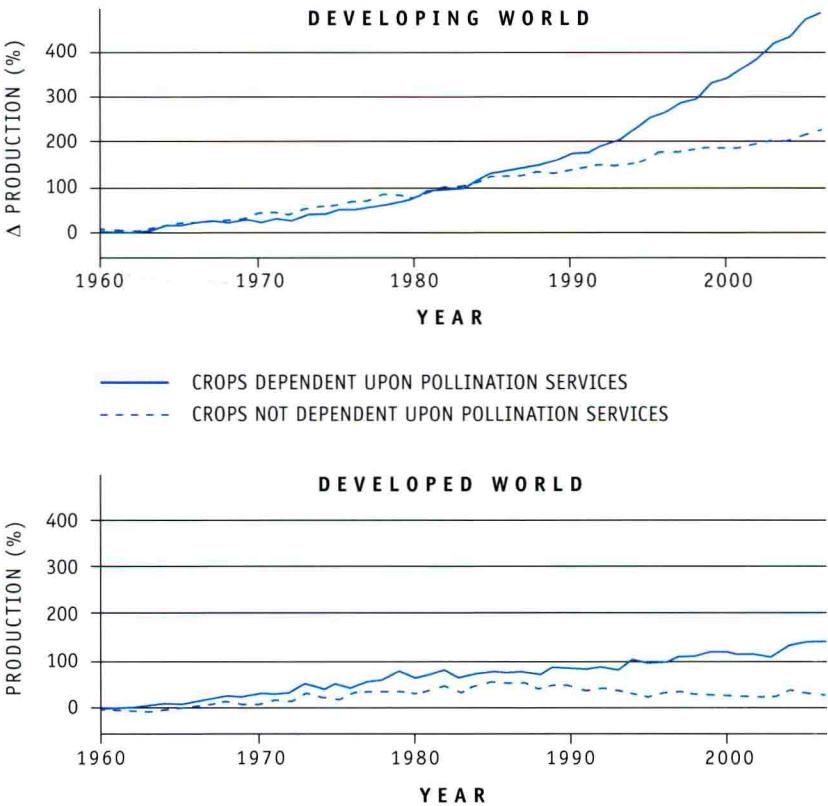 DEVELOPING WORLD
Δ PRODUCTION (%)
400
300
200
100
0
1960 1970 1980 1990 2000
YEAR
CROPS DEPENDENT UPON POLLINATION SERVICES
CROPS NOT DEPENDENT UPON POLLINATION SERVICES
DEVELOPED WORLD
PRODUCTION (%)
400
300
200
100
0
1960 1970 1980 1990 2000
YEAR